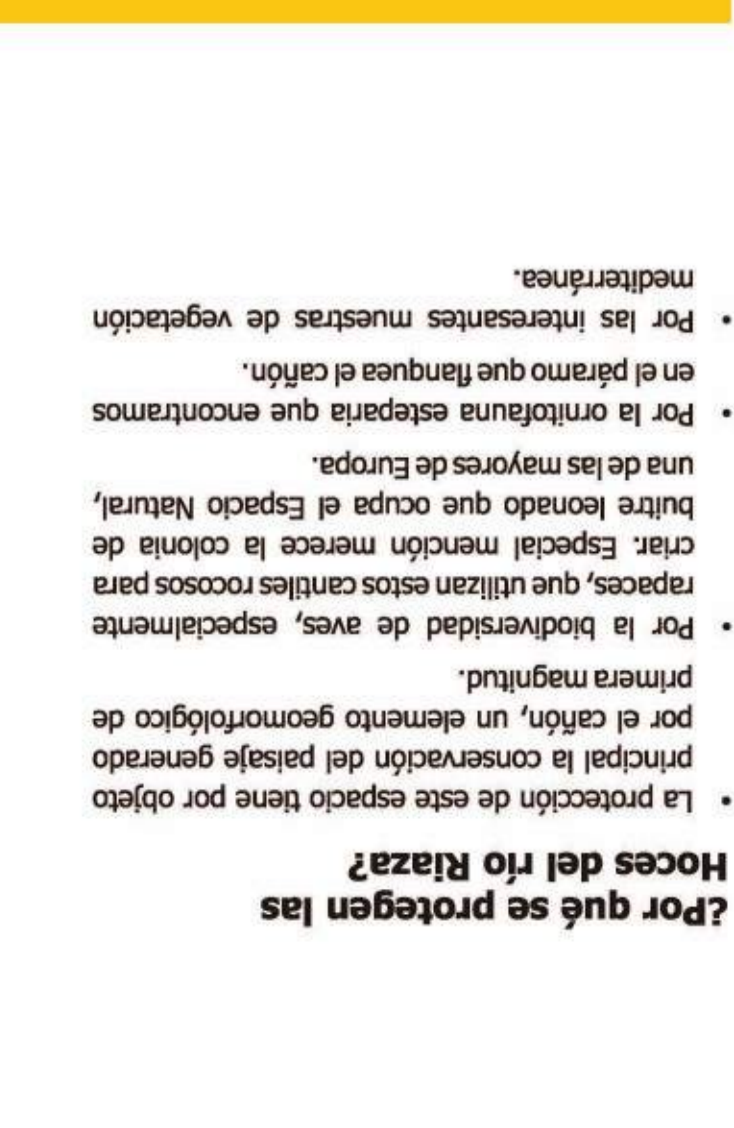 ¿Por qué se protegen las
Hoces del río Riaza?
• La protección de este espacio tiene por objeto
principal la conservación del paisaje generado
por el cañón, un elemento geomorfológico de
primera magnitud.
• Por la biodiversidad de aves, especialmente
rapaces, que utilizan estos cantiles rocosos para
criar. Especial mención merece la colonia de
buitre leonado que ocupa el Espacio Natural,
una de las mayores de Europa.
• Por la ornitofauna esteparia que encontramos
en el páramo que flanquea el cañón.
• Por las interesantes muestras de vegetación
mediterránea.